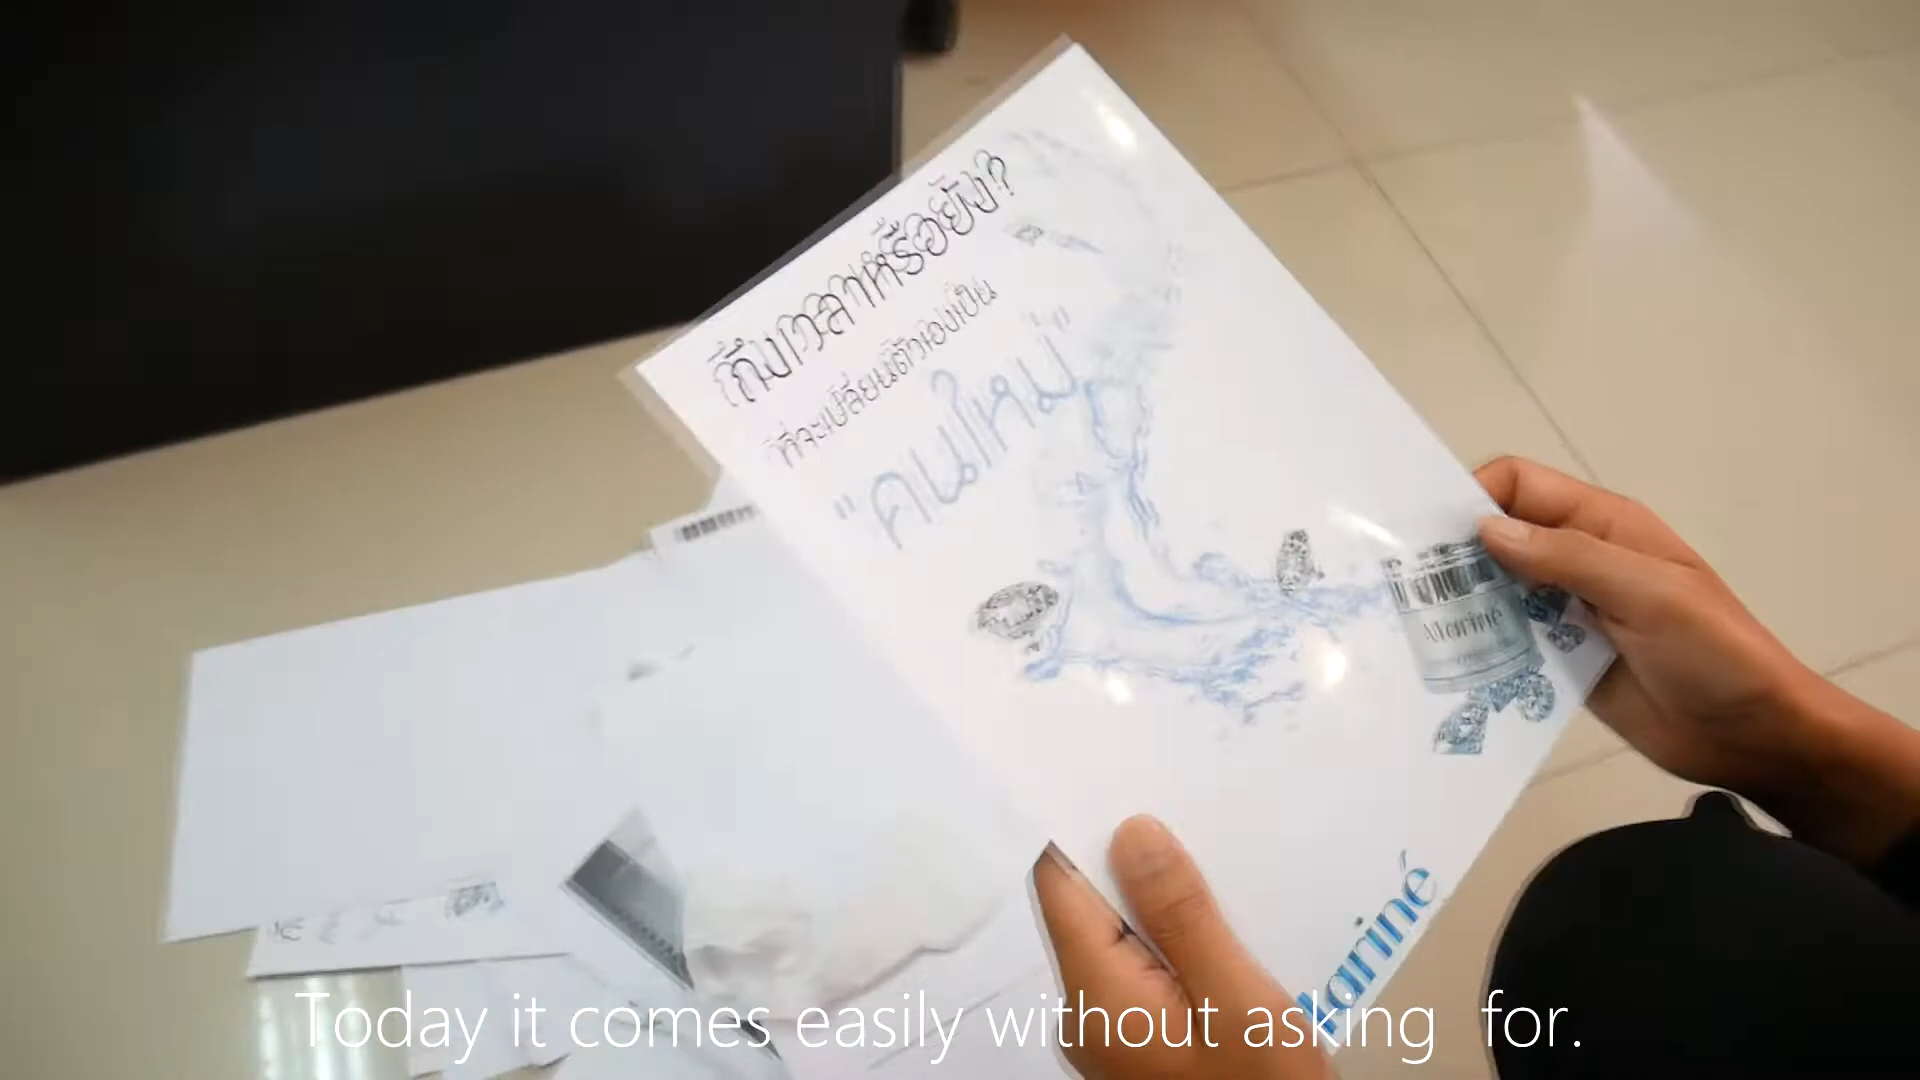 ถึงเวลาหรือยัง?
ที่จะเปลี่ยนตัวเองเป็น
"คนใหม่"
Mariné
lariné
Today it comes easily without asking for.